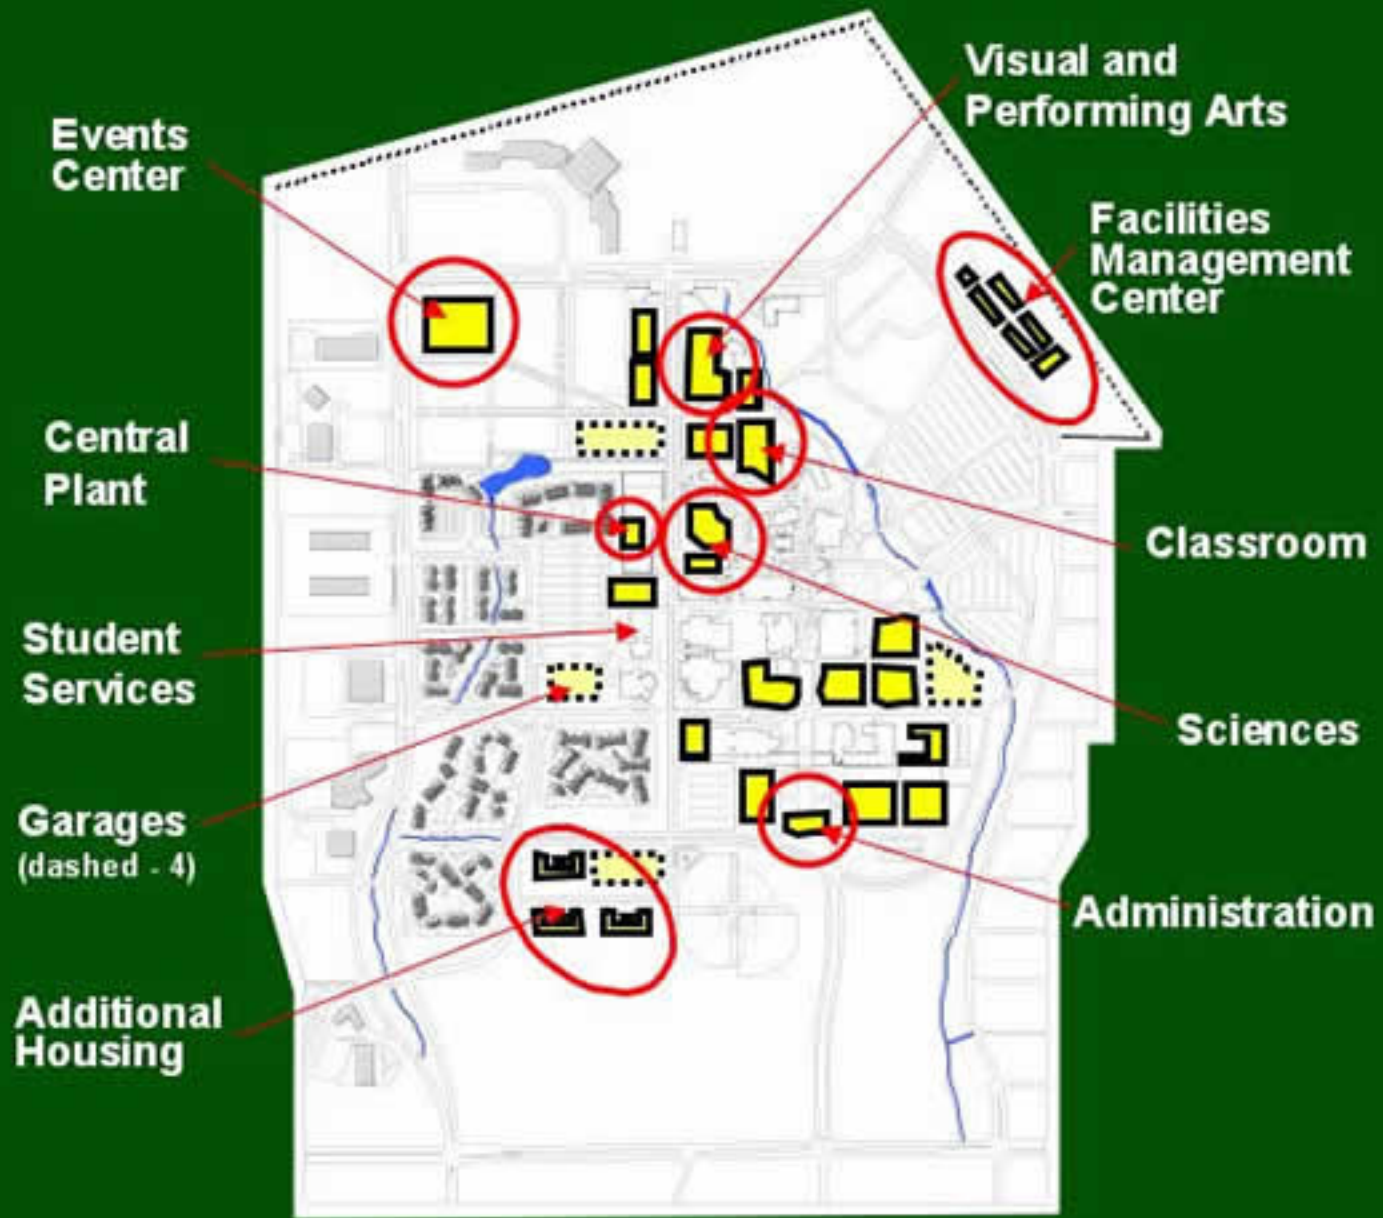 Visual and
Performing Arts
Events
Center
Facilities
Management
Center
Central
Plant
Classroom
Student
Services
Sciences
Garages
(dashed - 4)
Administration
Additional
Housing